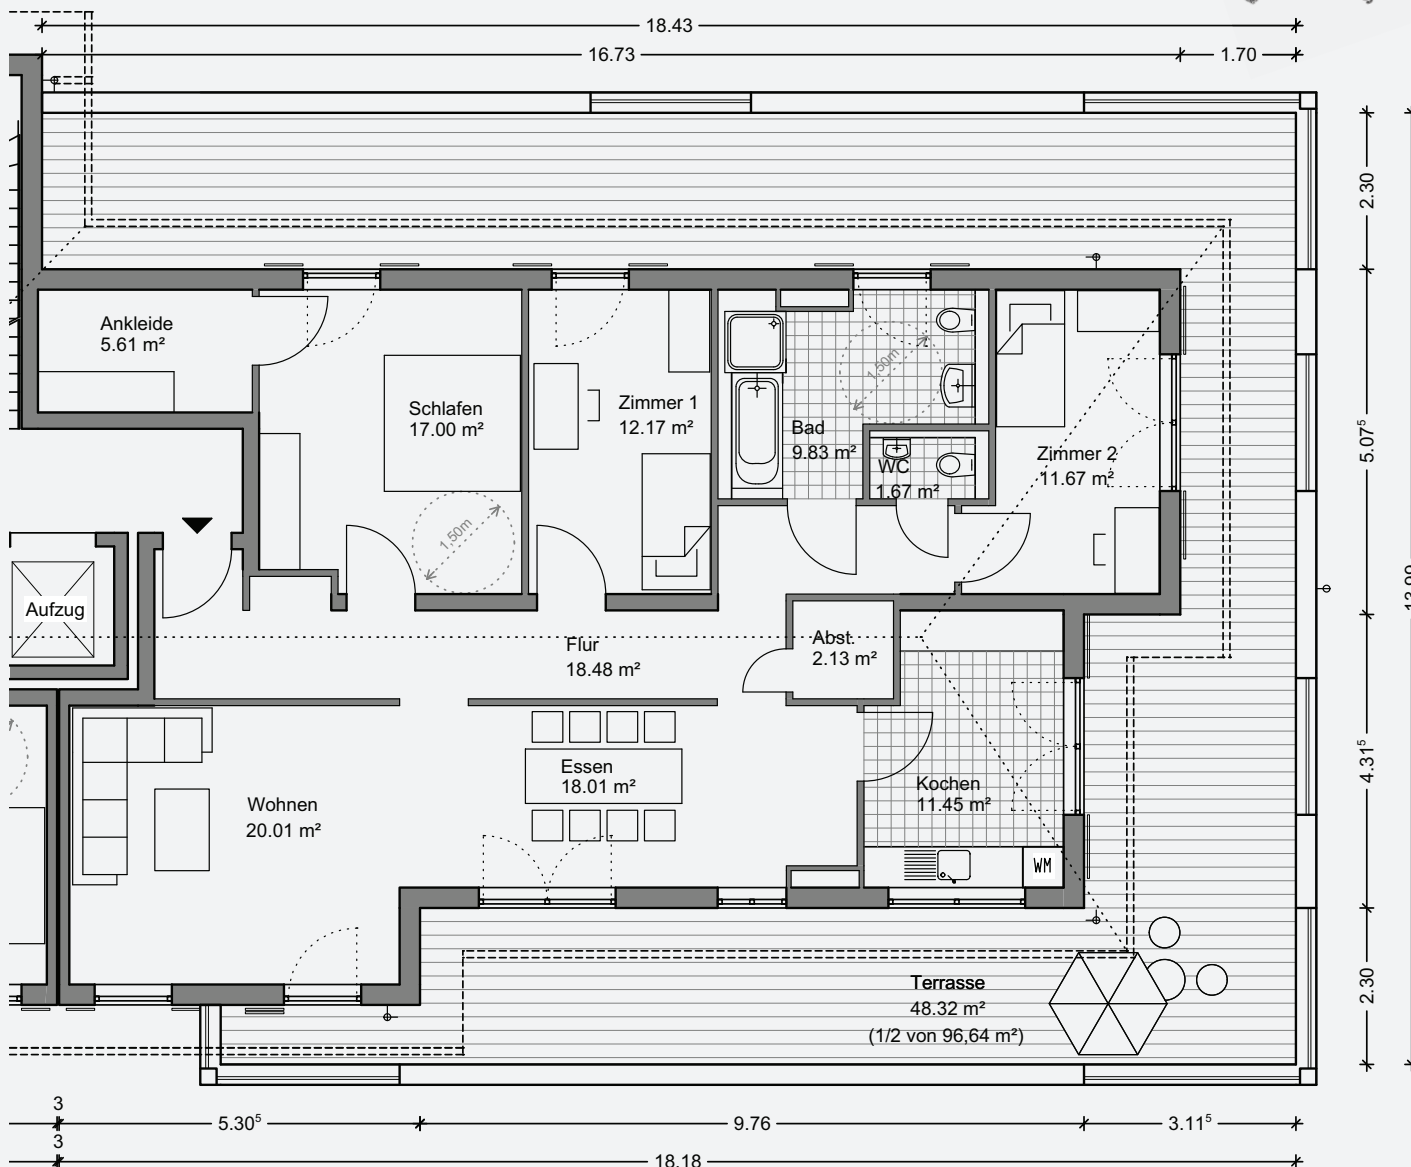 18.43
16.73
1.70
2.30
Ankleide
5.61 m²
Schlafen
17.00 m²
Zimmer 1
12.17 m²
1,50m
Bad
9.83 m²
WC
1.67 m²
Zimmer 2
11.67 m²
5.07⁵
1,50m
Aufzug
Flur
18.48 m²
Abst.
2.13 m²
Essen
18.01 m²
Kochen
11.45 m²
4.31⁵
Wohnen
20.01 m²
WM
Terrasse
48.32 m²
(1/2 von 96,64 m²)
2.30
3
5.30⁵
9.76
3.11⁵
3
18.18